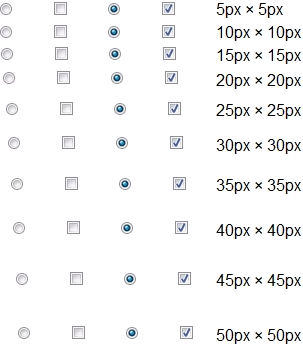 5px × 5px
10px × 10px
15px × 15px
20px × 20px
25px × 25px
30px × 30px
35px × 35px
40px × 40px
45px × 45px
50px × 50px